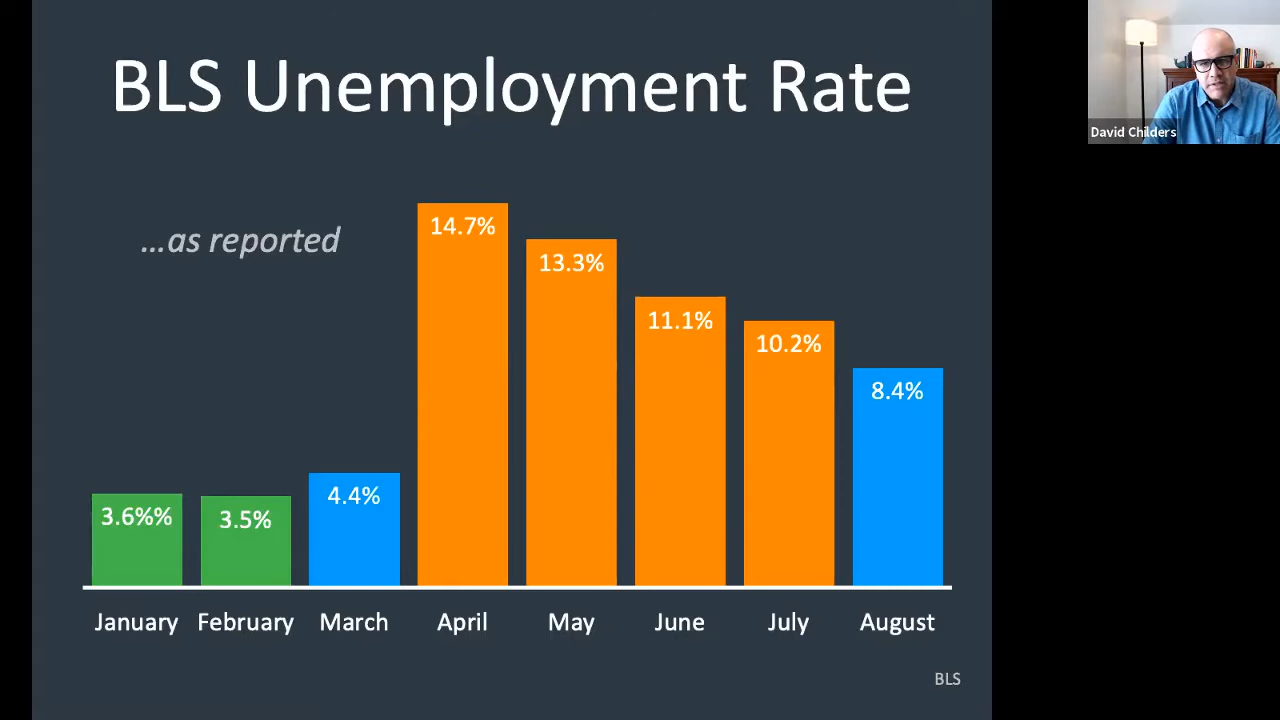 BLS Unemployment Rate
David Childers
...as reported
14.7%
13.3%
11.1%
10.2%
8.4%
4.4%
3.6%%
3.5%
January February March April May June July August
BLS